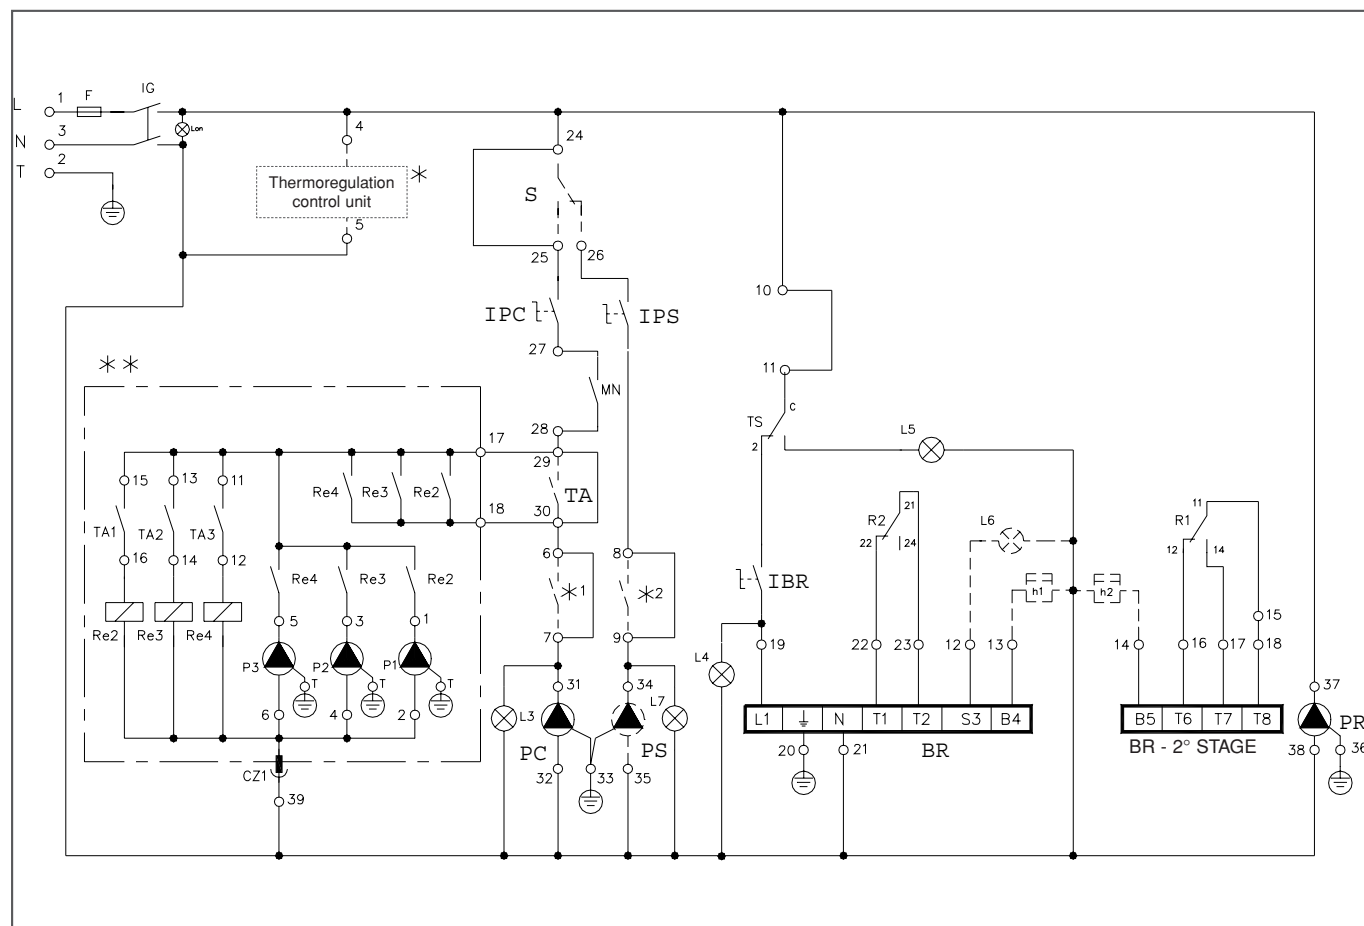 L 1 F IG
Lon
N 3
T 2
4
Thermoregulation
control unit
*
5
24
S
25 26
IPC IPS
27
MN
28
10
11
C
TS
2
L5
**
17
29
TA
18
30
15 13 11
TA1 TA2 TA3
16 14 12
Re2 Re3 Re4
Re4 Re3 Re2
Re4 Re3 Re2
5 3 1
P3 P2 P1
T T T
6 4 2
CZ1
39
6 8
*1 *2
7 9
31 34
L3 L7
PC PS
32 33 35
IBR
L4
19
R2
21
22 24
L6
h1 h2
22 23 12 13
L1 N T1 T2 S3 B4
20 21
BR
R1
11
12 14
15
14 16 17 18
B5 T6 T7 T8
BR - 2° STAGE
37
PR
38 36